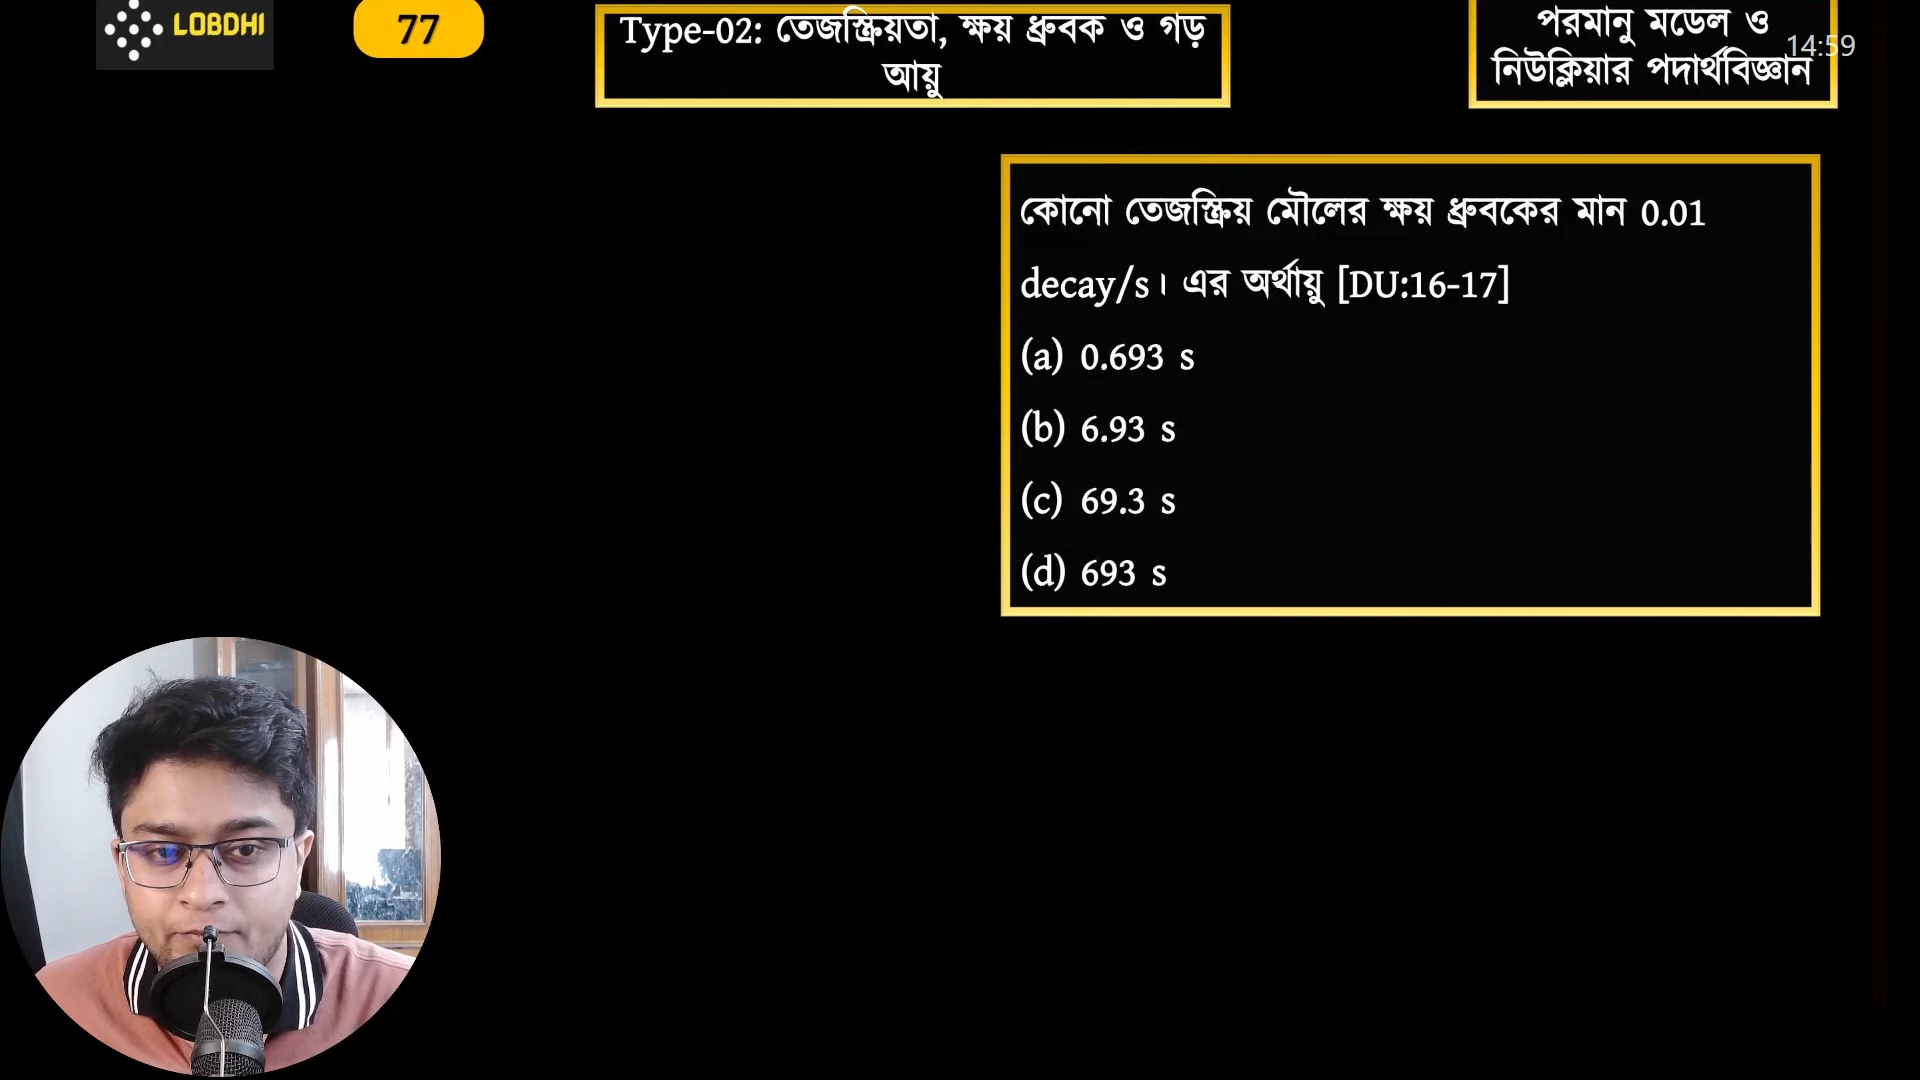 LOBDHI
77
Type-02: তেজস্ক্রিয়তা, ক্ষয় ধ্রুবক ও গড়
আয়ু
পরমানু মডেল ও
নিউক্লিয়ার পদার্থবিজ্ঞান
14:59
কোনো তেজস্ক্রিয় মৌলের ক্ষয় ধ্রুবকের মান 0.01
decay/s। এর অর্থায়ু [DU:16-17]
(a) 0.693 s
(b) 6.93 s
(c) 69.3 s
(d) 693 s